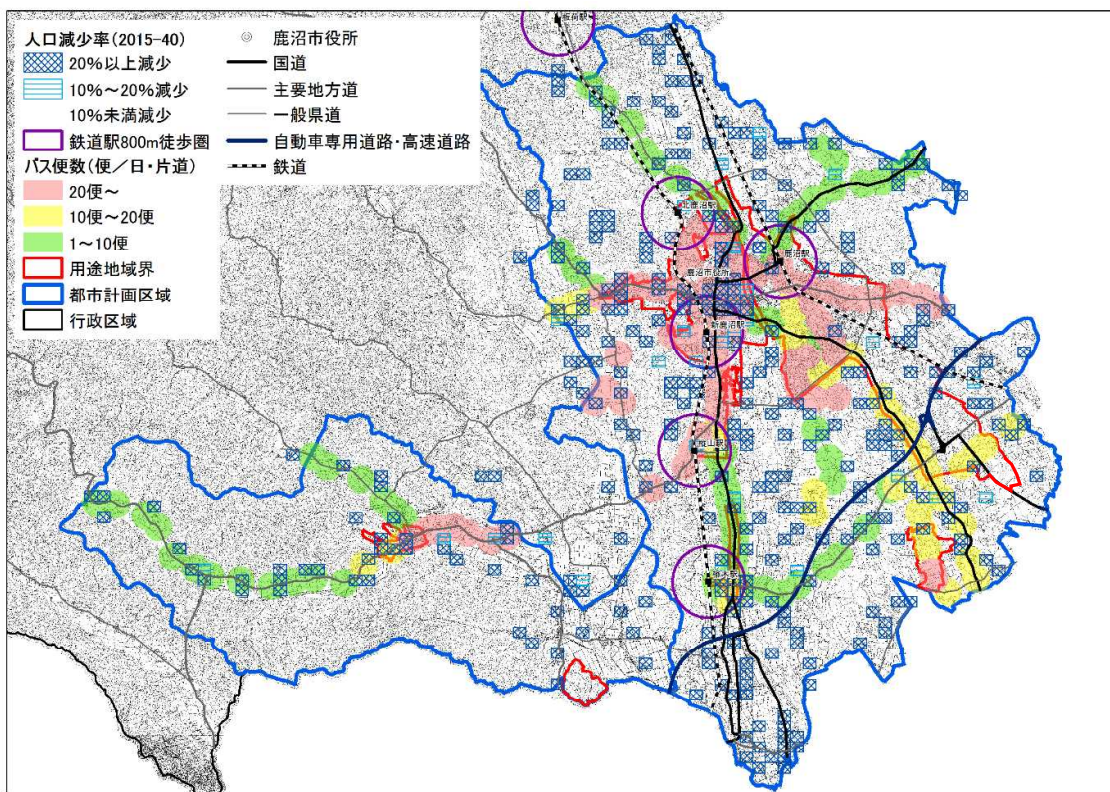 人口減少率(2015-40)
20%以上減少
10%～20%減少
10%未満減少
鉄道駅800m徒歩圏
バス便数(便／日・片道)
20便～
10便～20便
1～10便
用途地域界
都市計画区域
行政区域
鹿沼市役所
国道
主要地方道
一般県道
自動車専用道路・高速道路
鉄道
板荷駅
北鹿沼駅
鹿沼駅
鹿沼市役所
新鹿沼駅
樅山駅
楡木駅